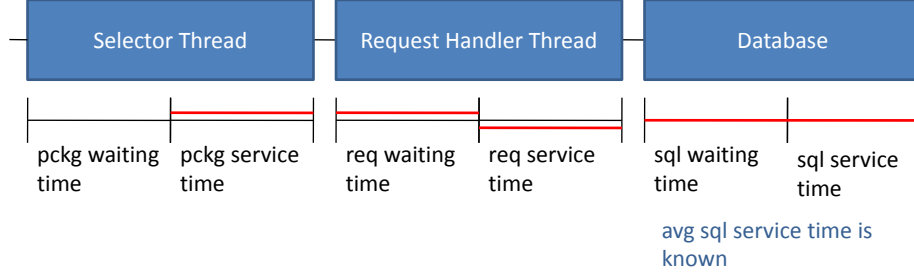 Selector Thread
Request Handler Thread
Database
pckg waiting
time
pckg service
time
req waiting
time
req service
time
sql waiting
time
sql service
time
avg sql service time is
known